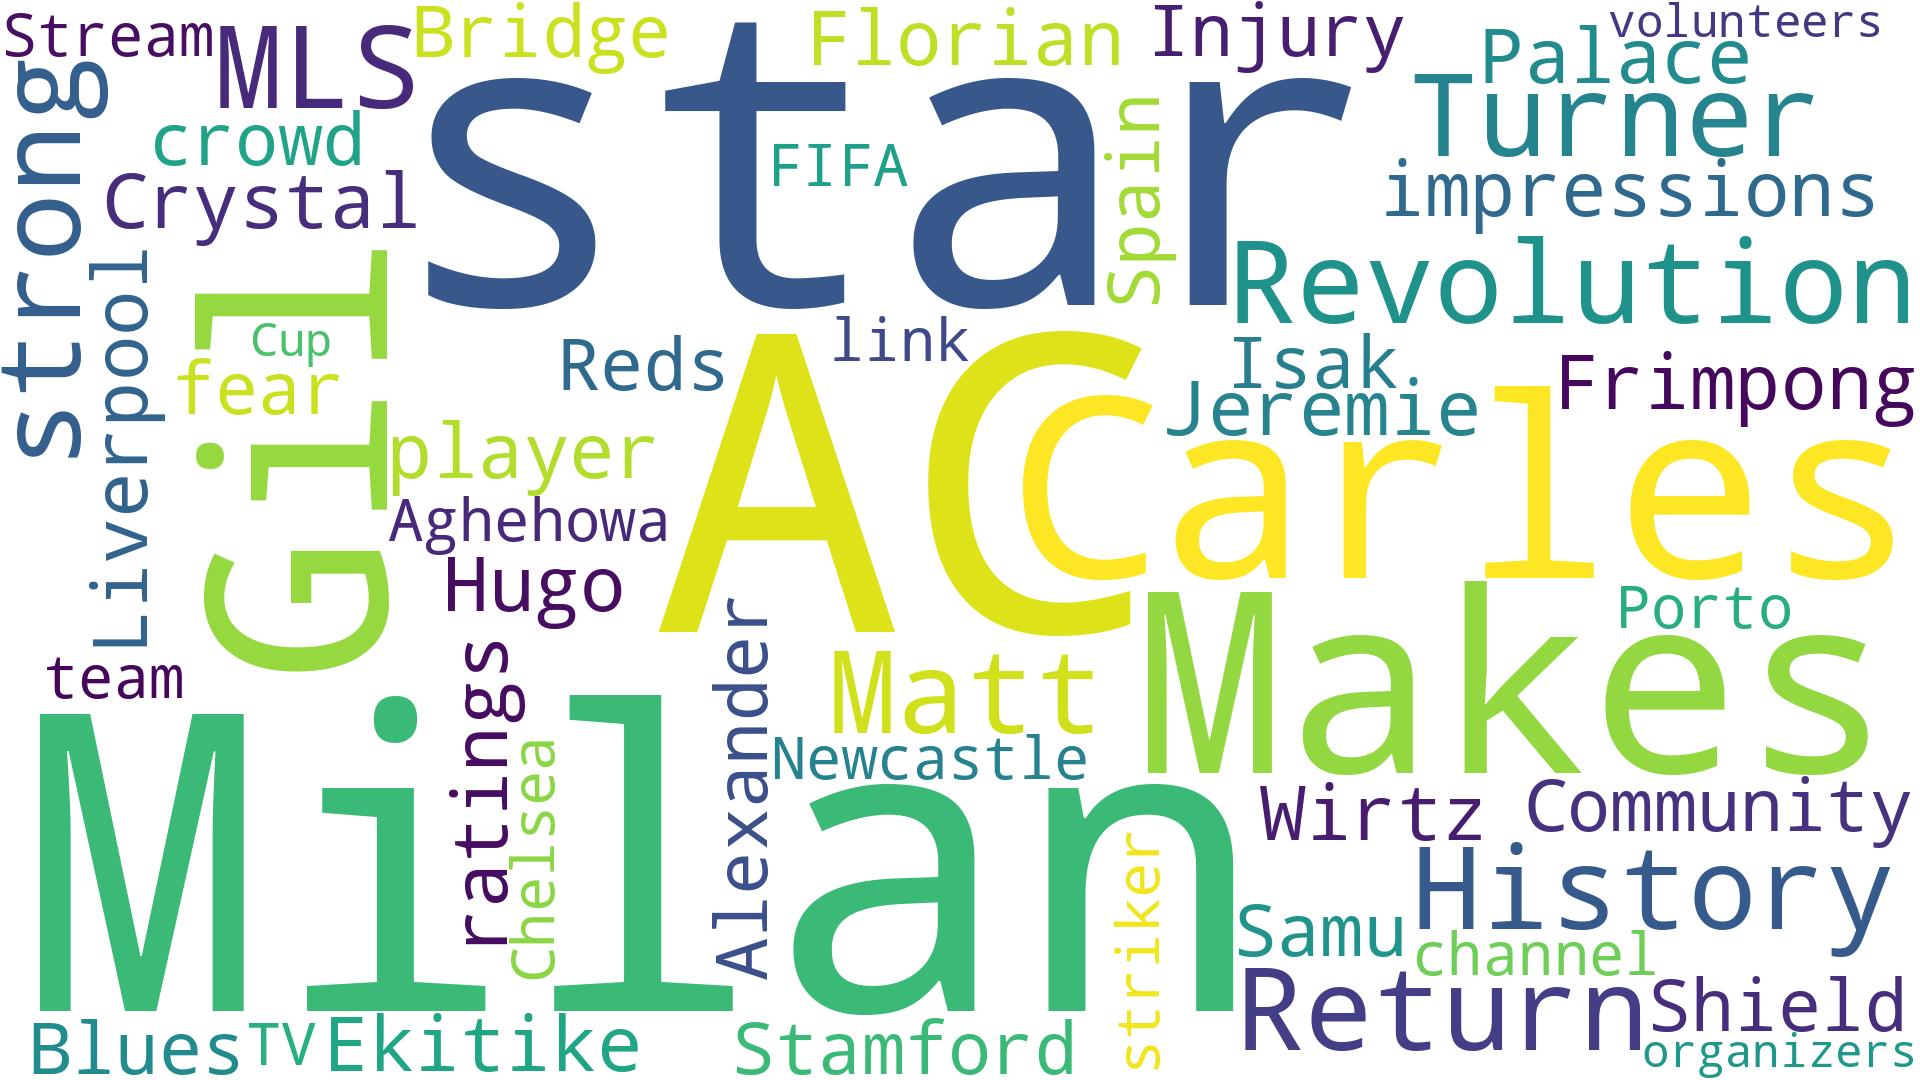 Stream
MLS
Bridge
Florian
Injury
volunteers
Palace
strong
star
Turner
crowd
FIFA
Spain
Crystal
impressions
Revolution
Liverpool
Gil
Cup
fear
Reds
link
AC
Isak
Jeremie
Frimpong
Carles
player
Aghehowa
Hugo
Makes
Porto
team
ratings
Alexander
Matt
Newcastle
Milan
Chelsea
striker
Wirtz
Community
History
Samu
channel
Return
Shield
organizers
Blues
TV
Ekitike
Stamford